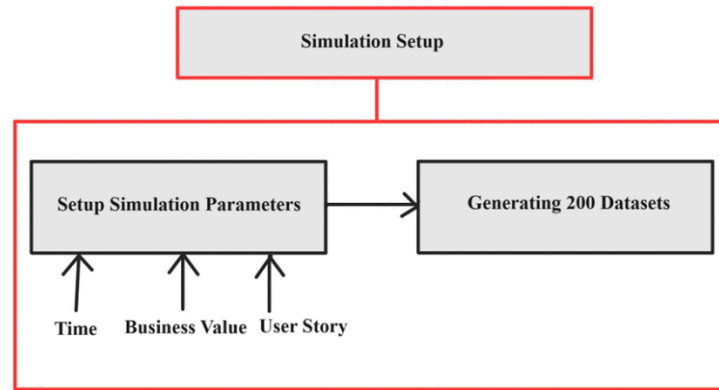 Simulation Setup
Setup Simulation Parameters
Generating 200 Datasets
Time
Business Value
User Story